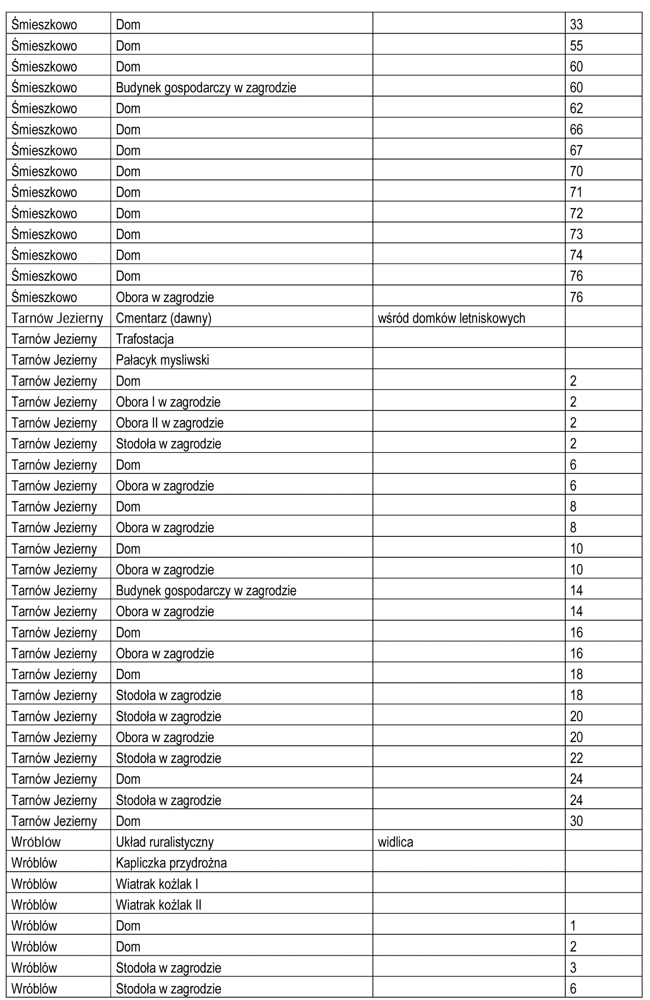 Śmieszkowo Dom 33
Śmieszkowo Dom 55
Śmieszkowo Dom 60
Śmieszkowo Budynek gospodarczy w zagrodzie 60
Śmieszkowo Dom 62
Śmieszkowo Dom 66
Śmieszkowo Dom 67
Śmieszkowo Dom 70
Śmieszkowo Dom 71
Śmieszkowo Dom 72
Śmieszkowo Dom 73
Śmieszkowo Dom 74
Śmieszkowo Dom 76
Śmieszkowo Obora w zagrodzie 76
Tarnów Jezierny Cmentarz (dawny) wśród domków letniskowych
Tarnów Jezierny Trafostacja
Tarnów Jezierny Pałacyk mysliwski
Tarnów Jezierny Dom 2
Tarnów Jezierny Obora I w zagrodzie 2
Tarnów Jezierny Obora II w zagrodzie 2
Tarnów Jezierny Stodoła w zagrodzie 2
Tarnów Jezierny Dom 6
Tarnów Jezierny Obora w zagrodzie 6
Tarnów Jezierny Dom 8
Tarnów Jezierny Obora w zagrodzie 8
Tarnów Jezierny Dom 10
Tarnów Jezierny Obora w zagrodzie 10
Tarnów Jezierny Budynek gospodarczy w zagrodzie 14
Tarnów Jezierny Obora w zagrodzie 14
Tarnów Jezierny Dom 16
Tarnów Jezierny Obora w zagrodzie 16
Tarnów Jezierny Dom 18
Tarnów Jezierny Stodoła w zagrodzie 18
Tarnów Jezierny Stodoła w zagrodzie 20
Tarnów Jezierny Obora w zagrodzie 20
Tarnów Jezierny Stodoła w zagrodzie 22
Tarnów Jezierny Dom 24
Tarnów Jezierny Stodoła w zagrodzie 24
Tarnów Jezierny Dom 30
Wróblów Układ ruralistyczny widlica
Wróblów Kapliczka przydrożna
Wróblów Wiatrak koźlak I
Wróblów Wiatrak koźlak II
Wróblów Dom 1
Wróblów Dom 2
Wróblów Stodoła w zagrodzie 3
Wróblów Stodoła w zagrodzie 6